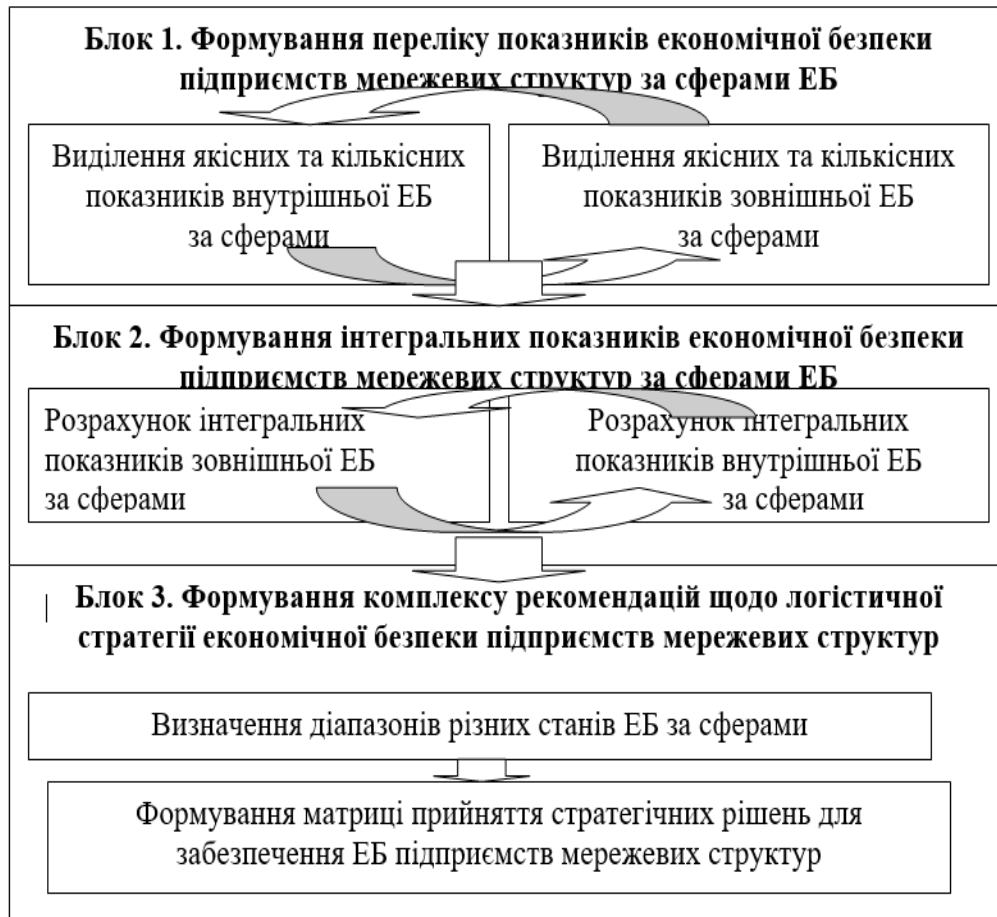 Блок 1. Формування переліку показників економічної безпеки
підприємств мережевих структур за сферами ЕБ
Виділення якісних та кількісних
показників внутрішньої ЕБ
за сферами
Виділення якісних та кількісних
показників зовнішньої ЕБ
за сферами
Блок 2. Формування інтегральних показників економічної безпеки
підприємств мережевих структур за сферами ЕБ
Розрахунок інтегральних
показників зовнішньої ЕБ
за сферами
Розрахунок інтегральних
показників внутрішньої ЕБ
за сферами
Блок 3. Формування комплексу рекомендацій щодо логістичної
стратегії економічної безпеки підприємств мережевих структур
Визначення діапазонів різних станів ЕБ за сферами
Формування матриці прийняття стратегічних рішень для
забезпечення ЕБ підприємств мережевих структур